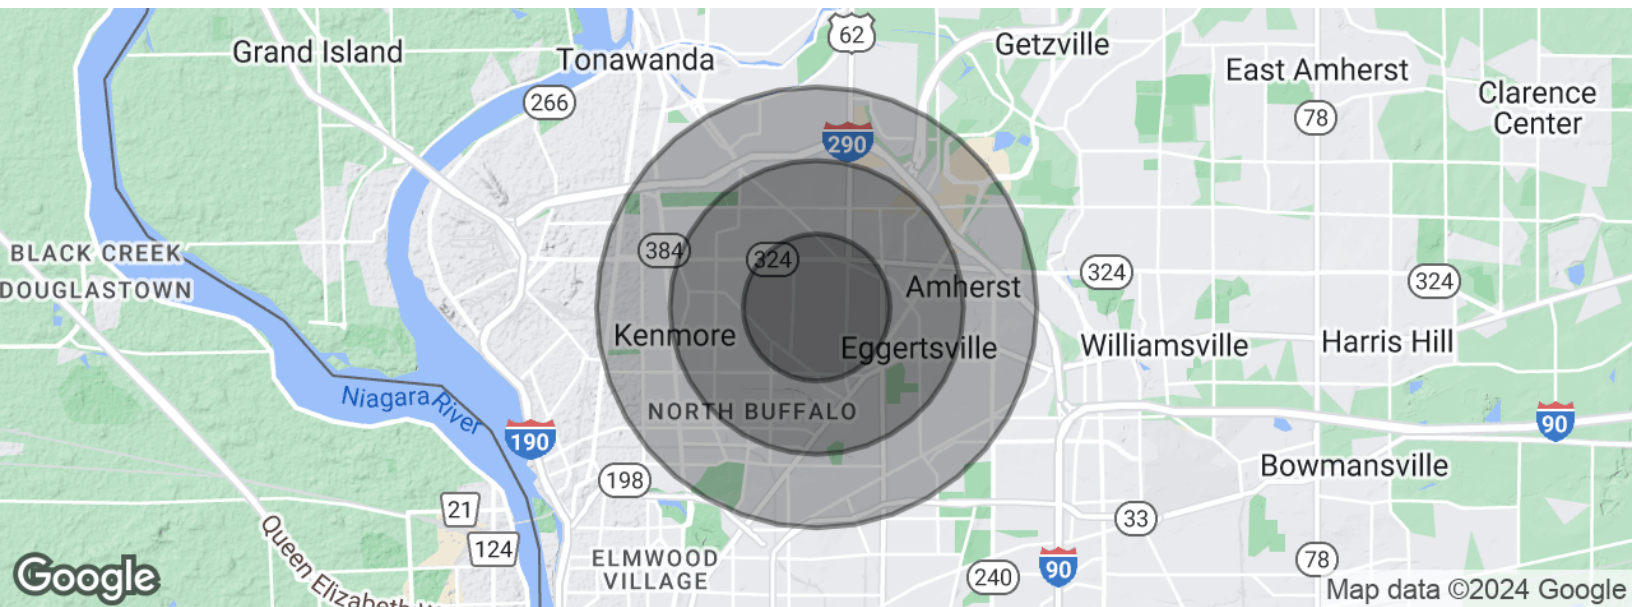 62
Getzville
Grand Island
Tonawanda
East Amherst
Clarence
Center
266
78
290
BLACK CREEK
384
324
324
324
DOUGLASTOWN
Amherst
Kenmore
Eggertsville
Williamsville
Harris Hill
Niagara River
NORTH BUFFALO
190
90
Bowmansville
198
21
33
124
Queen Elizabeth W
ELMWOOD
VILLAGE
240
90
78
Google
Map data ©2024 Google